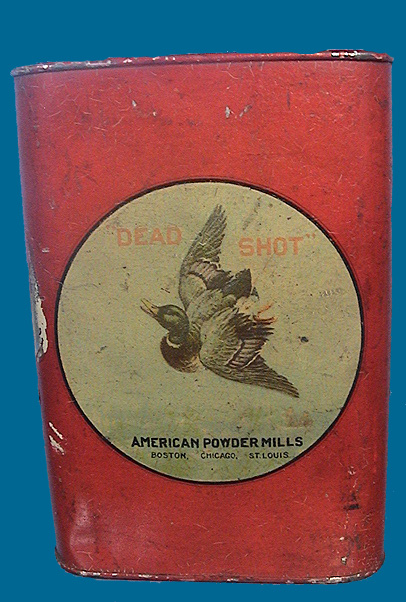 "DEAD SHOT"
AMERICAN POWDER MILLS
BOSTON, CHICAGO, ST.LOUIS.